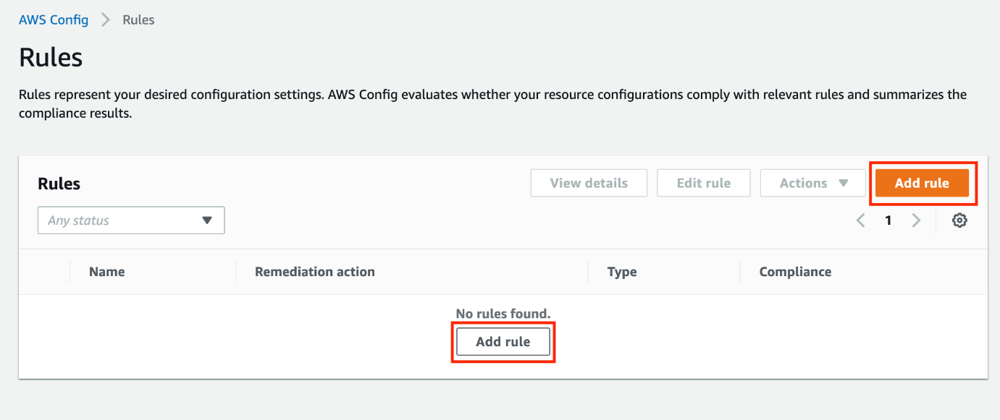 AWS Config Rules
Rules
Rules represent your desired configuration settings. AWS Config evaluates whether your resource configurations comply with relevant rules and summarizes the
compliance results.
Rules View details Edit rule Actions Add rule
Any status 1
Name Remediation action Type Compliance
No rules found.
Add rule